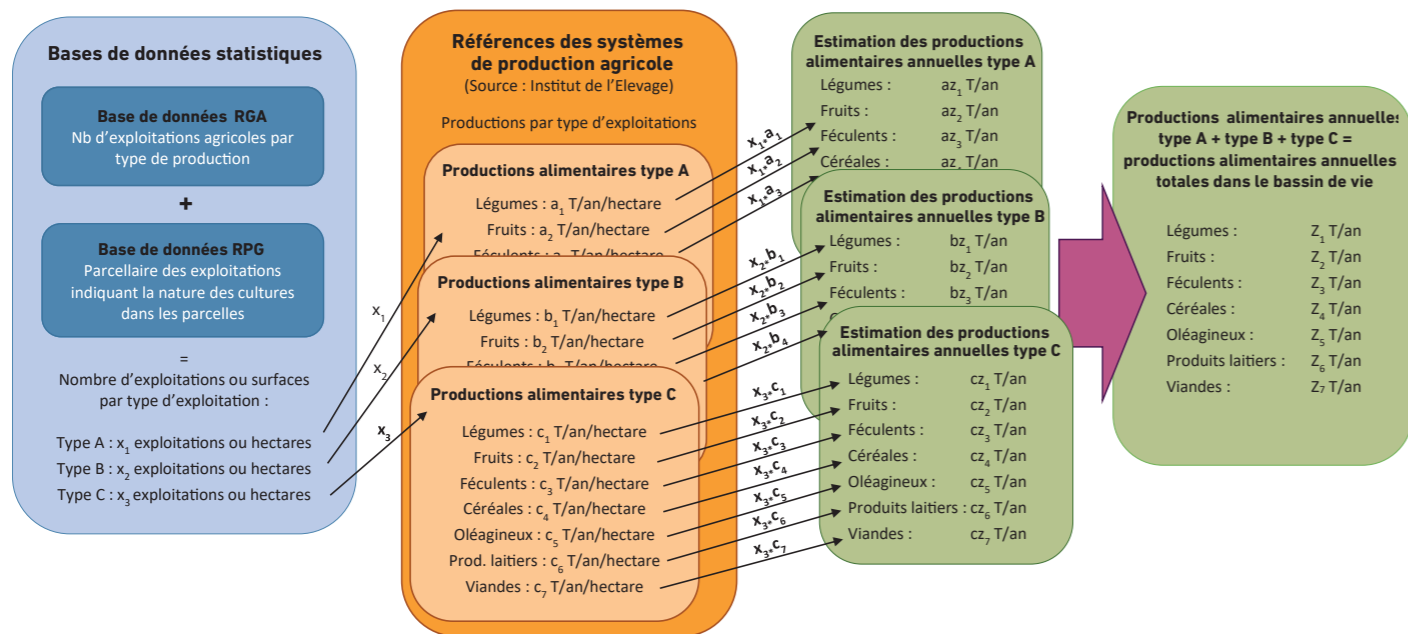 Bases de données statistiques
Base de données RGA
Nb d'exploitations agricoles par
type de production
+
Base de données RPG
Parcellaire des exploitations
indiquant la nature des cultures
dans les parcelles
=
Nombre d'exploitations ou surfaces
par type d'exploitation :
Type A : x₁ exploitations ou hectares
Type B : x₂ exploitations ou hectares
Type C : x₃ exploitations ou hectares
x₁
x₂
x₃
Références des systèmes
de production agricole
(Source : Institut de l'Elevage)
Productions par type d'exploitations
Productions alimentaires type A
Légumes : a₁ T/an/hectare
Fruits : a₂ T/an/hectare
Féculents : a T/an/hectare
Productions alimentaires type B
Légumes : b₁ T/an/hectare
Fruits : b₂ T/an/hectare
Féculents : b T/an/hectare
Productions alimentaires type C
Légumes : c₁ T/an/hectare
Fruits : c₂ T/an/hectare
Féculents : c₃ T/an/hectare
Céréales : c₄ T/an/hectare
Oléagineux : c₅ T/an/hectare
Prod. laitiers : c₆ T/an/hectare
Viandes : c₇ T/an/hectare
x₁*a₁
x₁*a₂
x₁*a₃
x₂*b₁
x₂*b₂
x₂*b₃
x₂*b₄
x₃*c₁
x₃*c₂
x₃*c₃
x₃*c₄
x₃*c₅
x₃*c₆
x₃*c₇
Estimation des productions
alimentaires annuelles type A
Légumes : az₁ T/an
Fruits : az₂ T/an
Féculents : az₃ T/an
Céréales : az T/an
Estimation des productions
alimentaires annuelles type B
Légumes : bz₁ T/an
Fruits : bz₂ T/an
Féculents : bz₃ T/an
Estimation des productions
alimentaires annuelles type C
Légumes : cz₁ T/an
Fruits : cz₂ T/an
Féculents : cz₃ T/an
Céréales : cz₄ T/an
Oléagineux : cz₅ T/an
Produits laitiers : cz₆ T/an
Viandes : cz₇ T/an
Productions alimentaires annuelles
type A + type B + type C =
productions alimentaires annuelles
totales dans le bassin de vie
Légumes : Z₁ T/an
Fruits : Z₂ T/an
Féculents : Z₃ T/an
Céréales : Z₄ T/an
Oléagineux : Z₅ T/an
Produits laitiers : Z₆ T/an
Viandes : Z₇ T/an